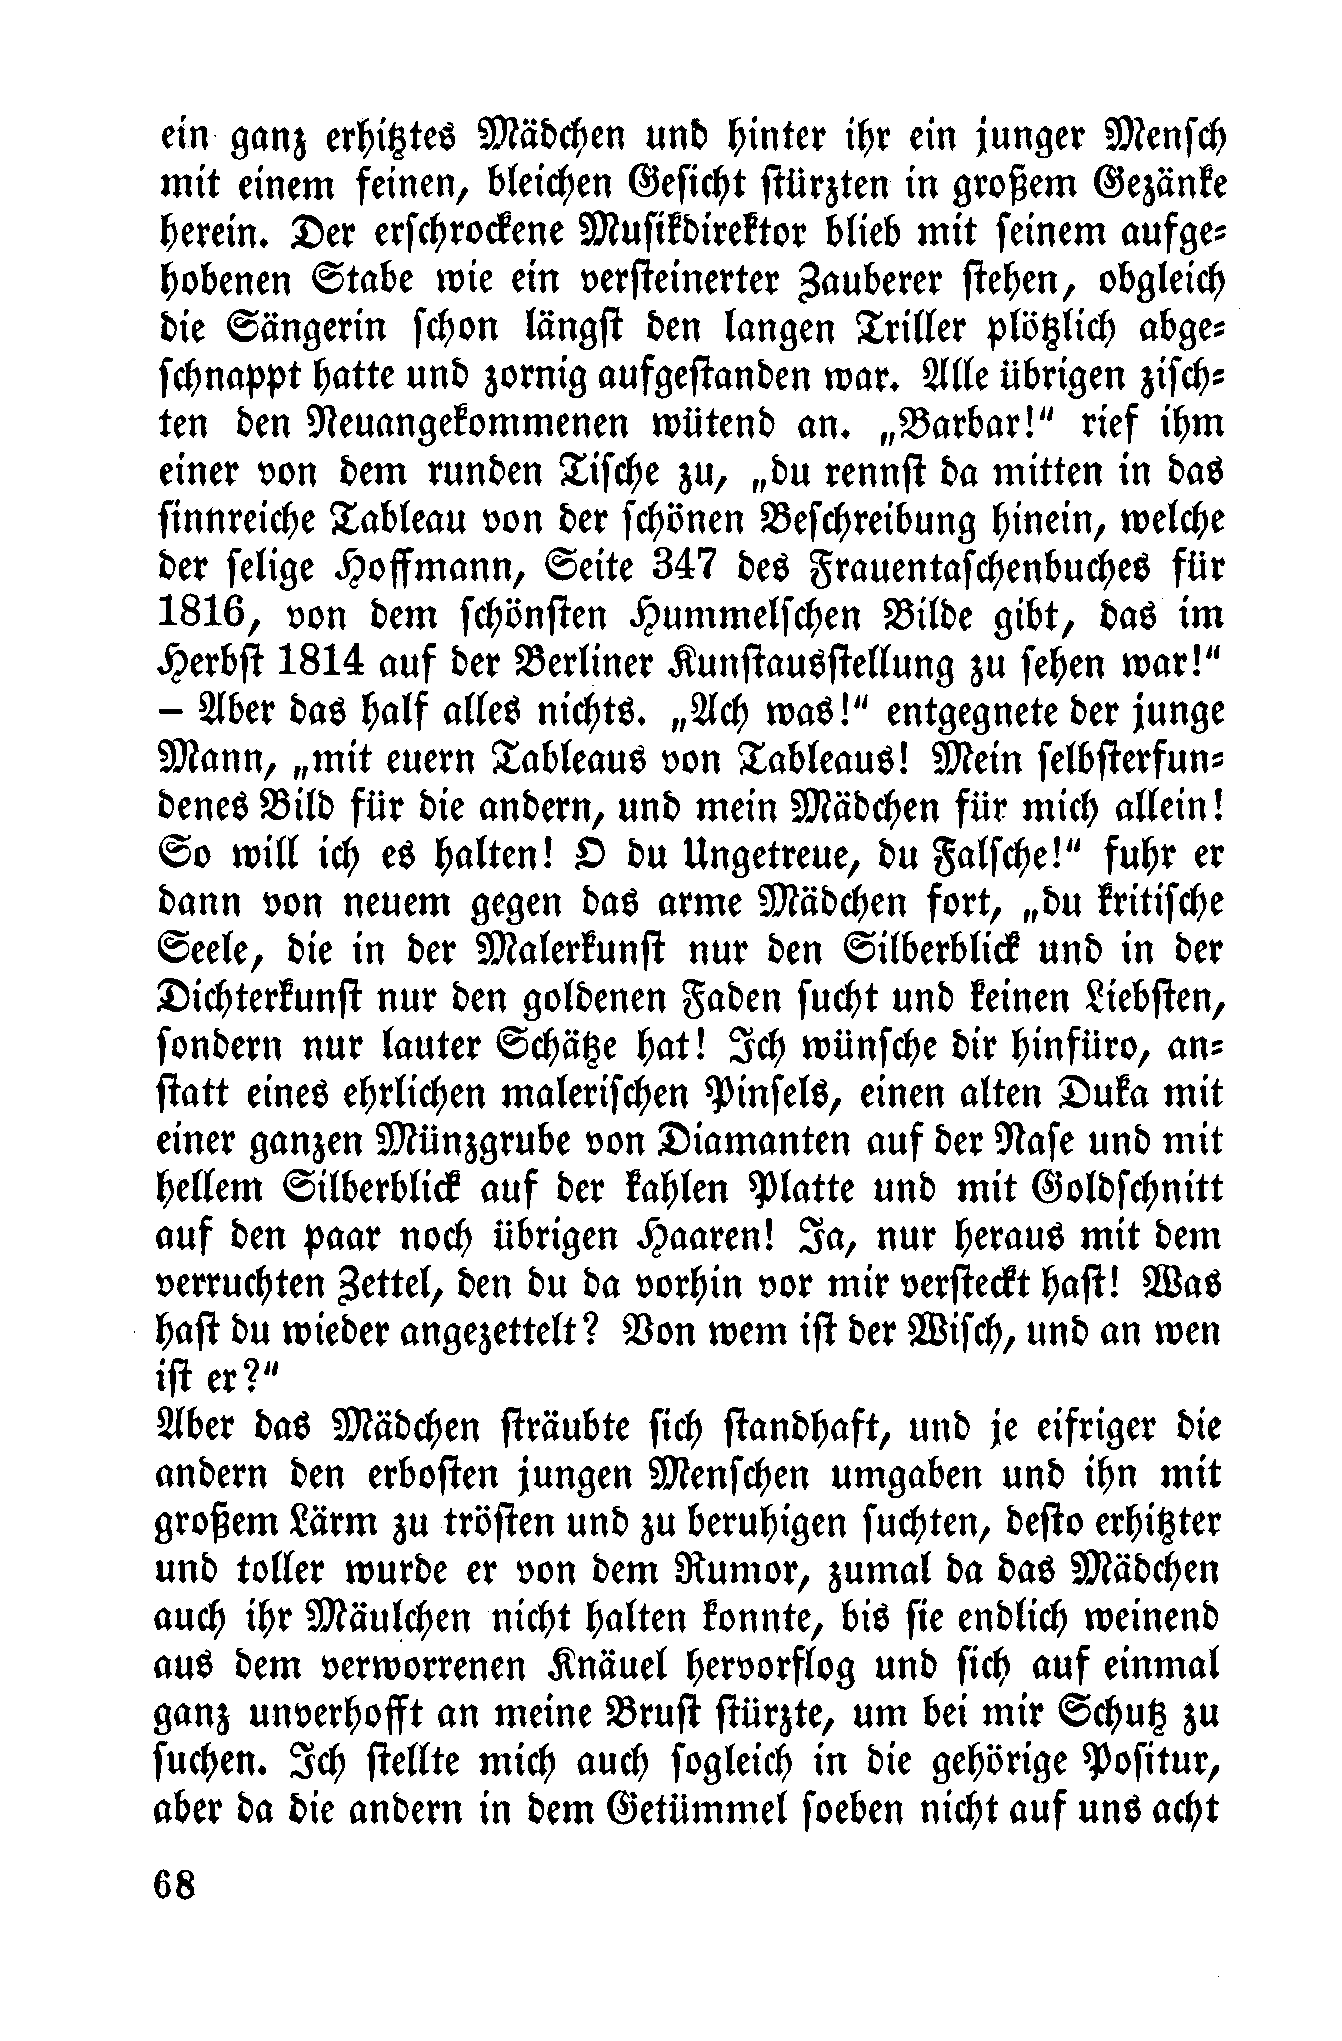 ein ganz erhitztes Mädchen und hinter ihr ein junger Mensch
mit einem feinen, bleichen Gesicht stürzten in großem Gezänke
herein. Der erschrockene Musikdirektor blieb mit seinem aufge-
hobenen Stabe wie ein versteinerter Zauberer stehen, obgleich
die Sängerin schon längst den langen Triller plötzlich abge-
schnappt hatte und zornig aufgestanden war. Alle übrigen zisch-
ten den Neuangekommenen wütend an. „Barbar!“ rief ihm
einer von dem runden Tische zu, „du rennst da mitten in das
sinnreiche Tableau von der schönen Beschreibung hinein, welche
der selige Hoffmann, Seite 347 des Frauentaschenbuches für
1816, von dem schönsten Hummelschen Bilde gibt, das im
Herbst 1814 auf der Berliner Kunstausstellung zu sehen war!“
– Aber das half alles nichts. „Ach was!“ entgegnete der junge
Mann, „mit euern Tableaus von Tableaus! Mein selbsterfun-
denes Bild für die andern, und mein Mädchen für mich allein!
So will ich es halten! O du Ungetreue, du Falsche!“ fuhr er
dann von neuem gegen das arme Mädchen fort, „du kritische
Seele, die in der Malerkunst nur den Silberblick und in der
Dichterkunst nur den goldenen Faden sucht und keinen Liebsten,
sondern nur lauter Schätze hat! Ich wünsche dir hinfüro, an-
statt eines ehrlichen malerischen Pinsels, einen alten Duka mit
einer ganzen Münzgrube von Diamanten auf der Nase und mit
hellem Silberblick auf der kahlen Platte und mit Goldschnitt
auf den paar noch übrigen Haaren! Ja, nur heraus mit dem
verruchten Zettel, den du da vorhin vor mir versteckt hast! Was
hast du wieder angezettelt? Von wem ist der Wisch, und an wen
ist er?“
Aber das Mädchen sträubte sich standhaft, und je eifriger die
andern den erbosten jungen Menschen umgaben und ihn mit
großem Lärm zu trösten und zu beruhigen suchten, desto erhitzter
und toller wurde er von dem Rumor, zumal da das Mädchen
auch ihr Mäulchen nicht halten konnte, bis sie endlich weinend
aus dem verworrenen Knäuel hervorflog und sich auf einmal
ganz unverhofft an meine Brust stürzte, um bei mir Schutz zu
suchen. Ich stellte mich auch sogleich in die gehörige Positur,
aber da die andern in dem Getümmel soeben nicht auf uns acht
68